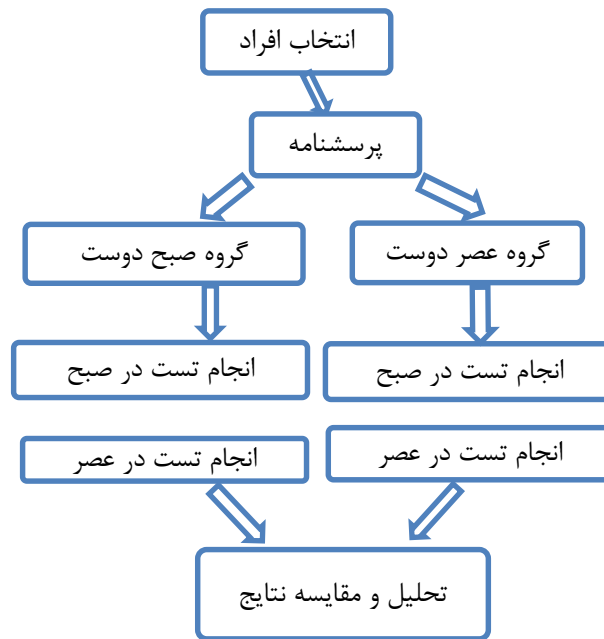 انتخاب افراد
پرسشنامه
گروه عصر دوست
گروه صبح دوست
انجام تست در صبح
انجام تست در صبح
انجام تست در عصر
انجام تست در عصر
تحلیل و مقایسه نتایج